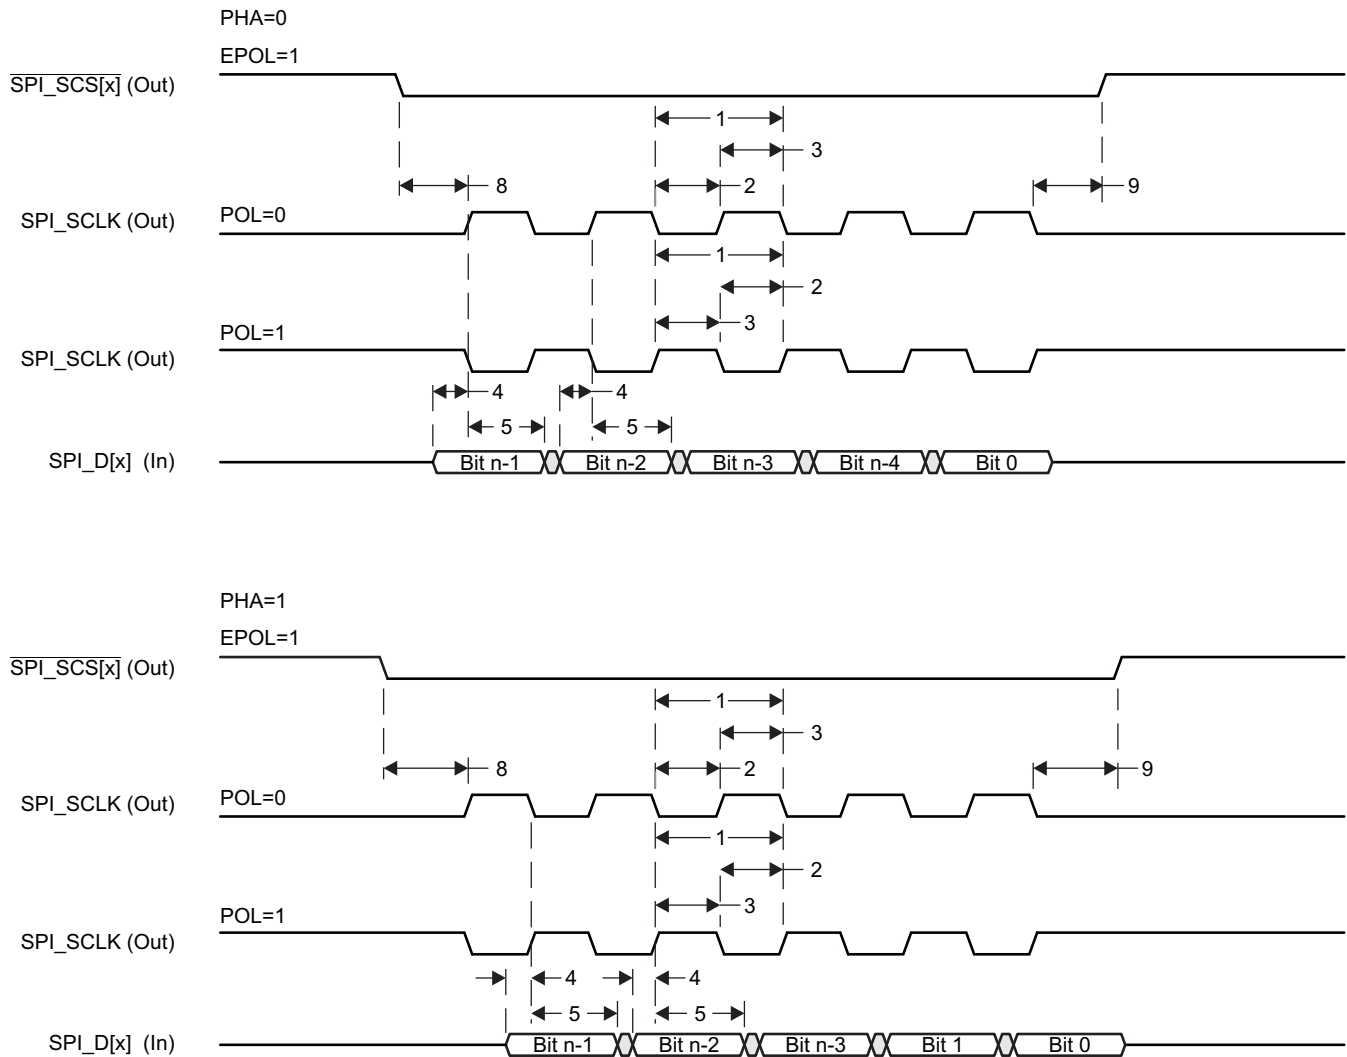 PHA=0
EPOL=1
SPI_SCS[x] (Out)
1
3
8
2
9
SPI_SCLK (Out)
POL=0
1
2
3
POL=1
SPI_SCLK (Out)
4
4
5
5
SPI_D[x] (In)
Bit n-1
Bit n-2
Bit n-3
Bit n-4
Bit 0
PHA=1
EPOL=1
SPI_SCS[x] (Out)
1
3
8
2
9
SPI_SCLK (Out)
POL=0
1
2
3
POL=1
SPI_SCLK (Out)
4
4
5
5
SPI_D[x] (In)
Bit n-1
Bit n-2
Bit n-3
Bit 1
Bit 0